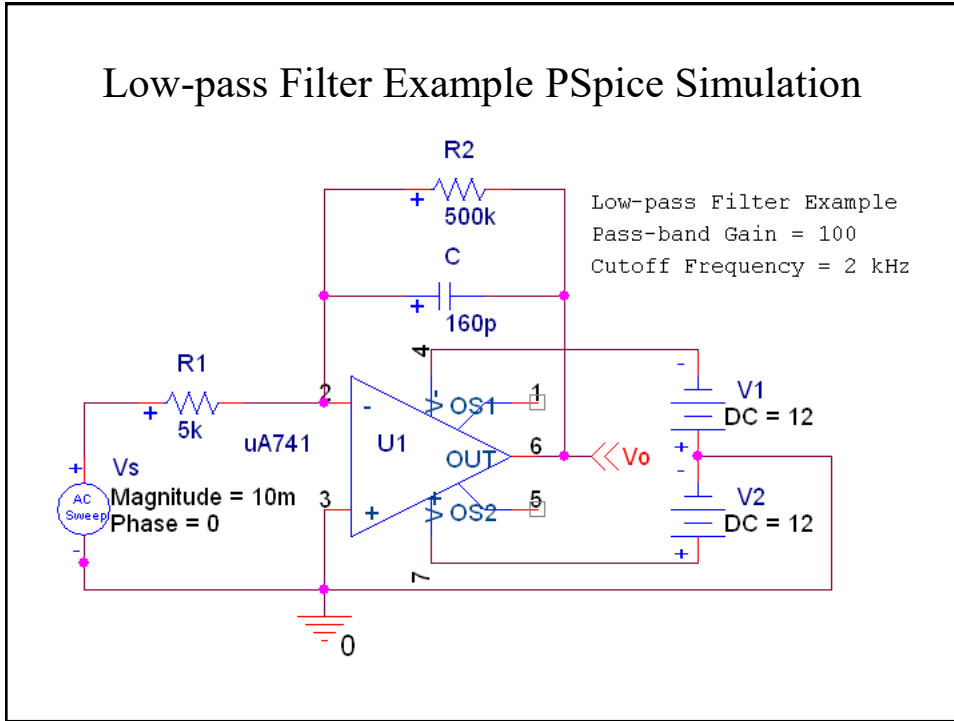 Low-pass Filter Example PSpice Simulation
R2
+
500k
Low-pass Filter Example
Pass-band Gain = 100
Cutoff Frequency = 2 kHz
C
+
160p
R1
+
5k
4
2
-
V-
OS1
1
-
V1
DC = 12
+
uA741
U1
OUT
6
Vo
+
Vs
AC
Sweep
Magnitude = 10m
Phase = 0
-
3
+
V+
OS2
5
-
V2
DC = 12
+
7
0